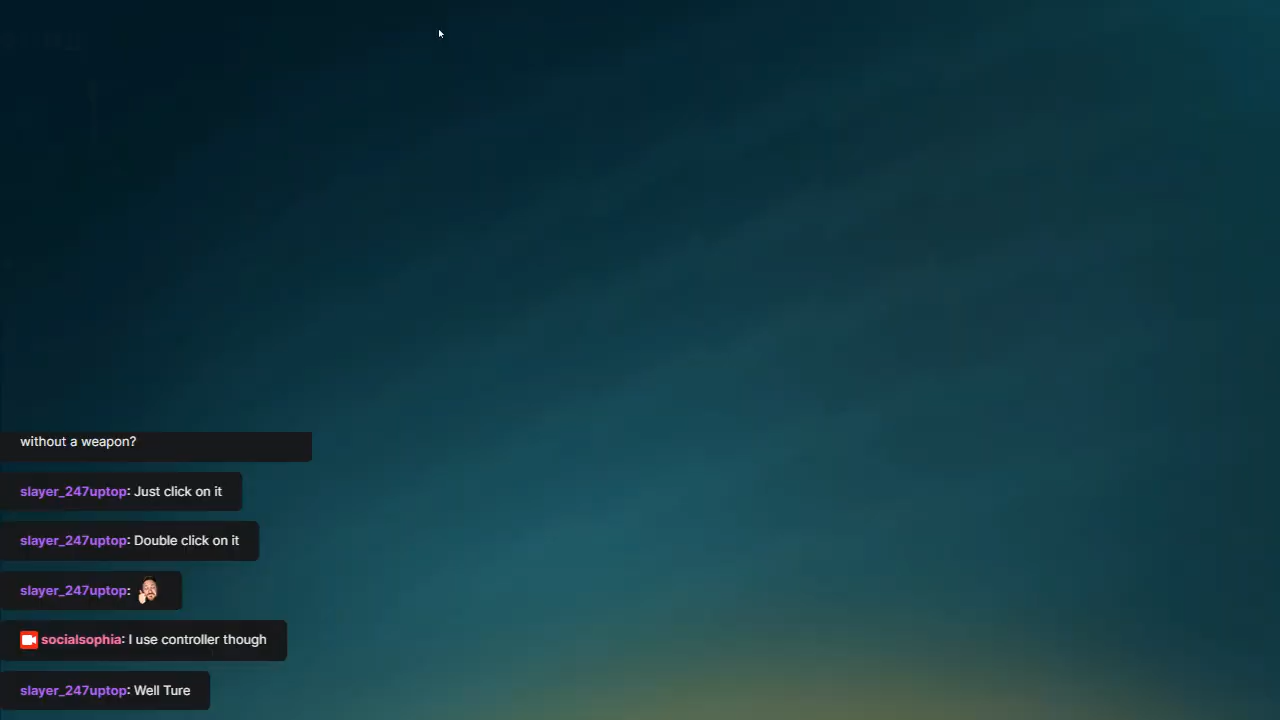 without a weapon?
slayer_247uptop: Just click on it
slayer_247uptop: Double click on it
slayer_247uptop:
socialsophia: I use controller though
slayer_247uptop: Well Ture